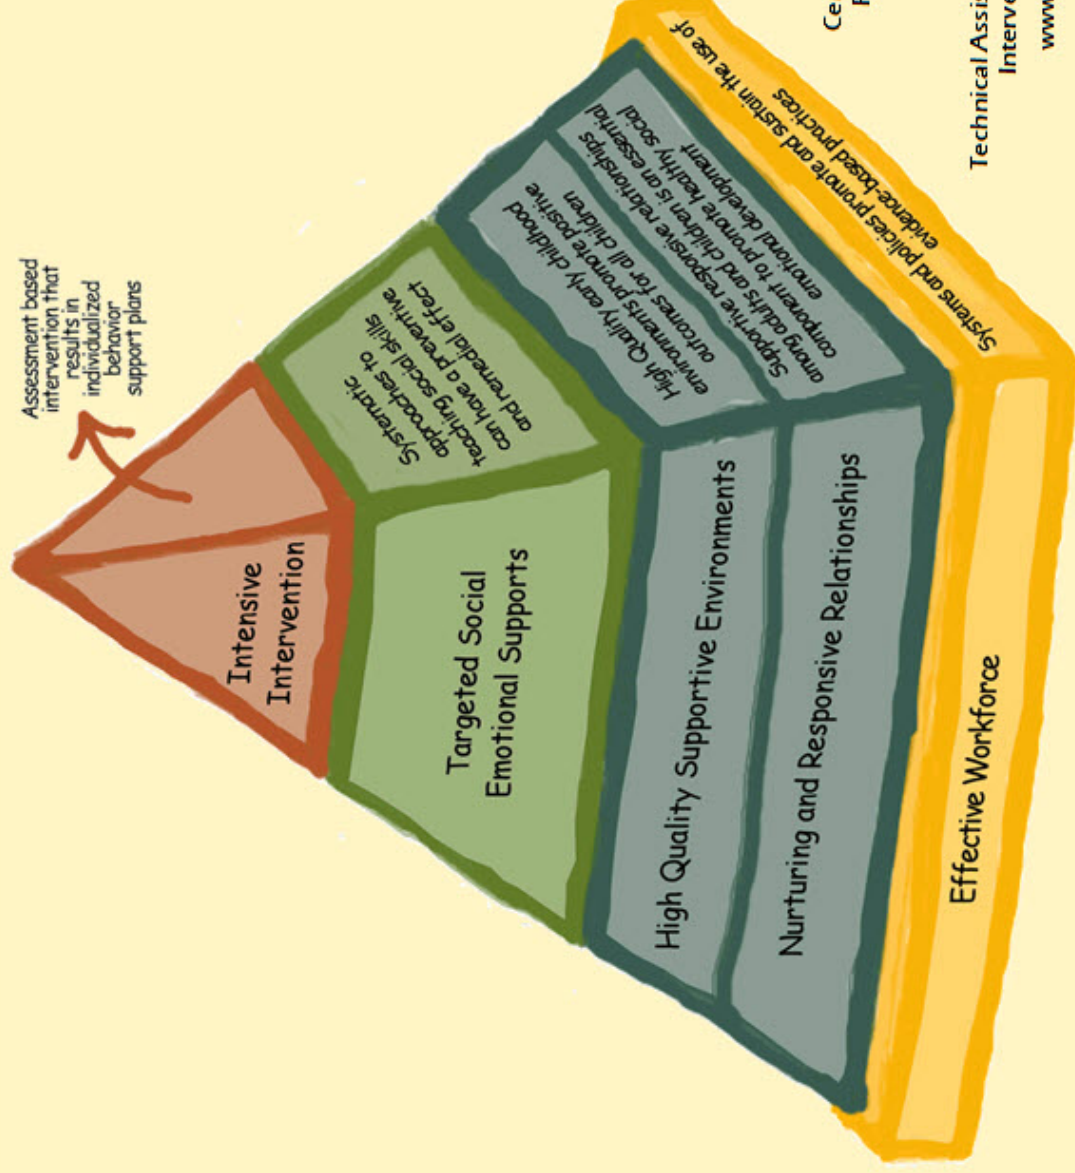 Assessment based
intervention that
results in
individualized
behavior
support plans
Intensive
Intervention
Systematic
approaches to
teaching social skills
can have a preventive
and remedial effect
Targeted Social
Emotional Supports
High Quality early childhood
environments promote positive
outcomes for all children
High Quality Supportive Environments
Supportive responsive relationships
among adults and children is an essential
component to promote healthy social
emotional development
Nurturing and Responsive Relationships
Systems and policies promote and sustain the use of
evidence-based practices
Effective Workforce
Ce
Technical Assis
Interve
www